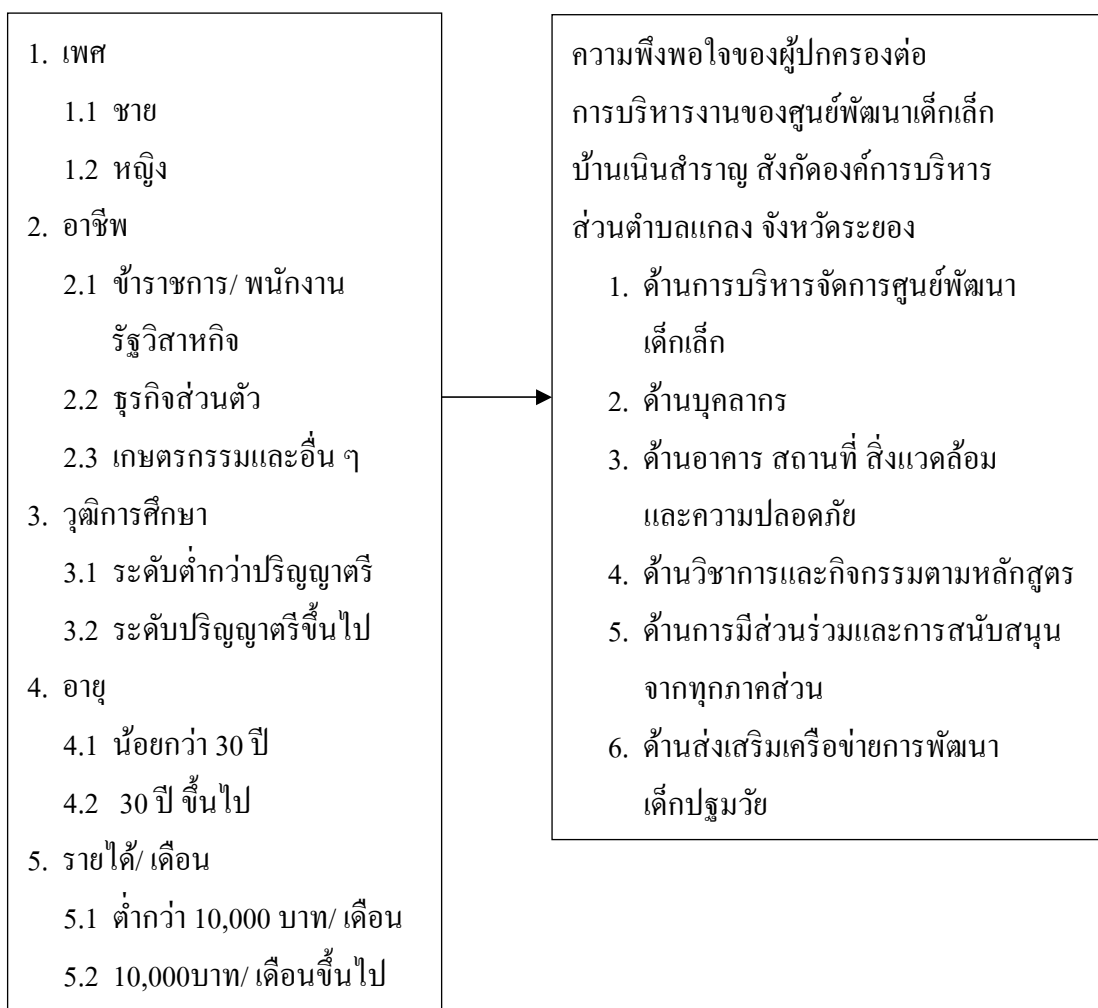 1. เพศ
1.1 ชาย
1.2 หญิง
2. อาชีพ
2.1 ข้าราชการ/ พนักงาน
รัฐวิสาหกิจ
2.2 ธุรกิจส่วนตัว
2.3 เกษตรกรรมและอื่น ๆ
3. วุฒิการศึกษา
3.1 ระดับต่ำกว่าปริญญาตรี
3.2 ระดับปริญญาตรีขึ้นไป
4. อายุ
4.1 น้อยกว่า 30 ปี
4.2 30 ปี ขึ้นไป
5. รายได้/ เดือน
5.1 ต่ำกว่า 10,000 บาท/ เดือน
5.2 10,000บาท/ เดือนขึ้นไป
ความพึงพอใจของผู้ปกครองต่อ
การบริหารงานของศูนย์พัฒนาเด็กเล็ก
บ้านเนินสำราญ สังกัดองค์การบริหาร
ส่วนตำบลแกลง จังหวัดระยอง
1. ด้านการบริหารจัดการศูนย์พัฒนา
เด็กเล็ก
2. ด้านบุคลากร
3. ด้านอาคาร สถานที่ สิ่งแวดล้อม
และความปลอดภัย
4. ด้านวิชาการและกิจกรรมตามหลักสูตร
5. ด้านการมีส่วนร่วมและการสนับสนุน
จากทุกภาคส่วน
6. ด้านส่งเสริมเครือข่ายการพัฒนา
เด็กปฐมวัย